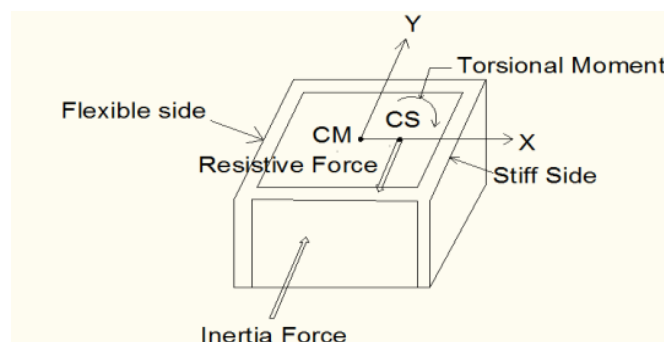 Y
Torsional Moment
Flexible side
CS
CM
X
Resistive Force
Stiff Side
Inertia Force